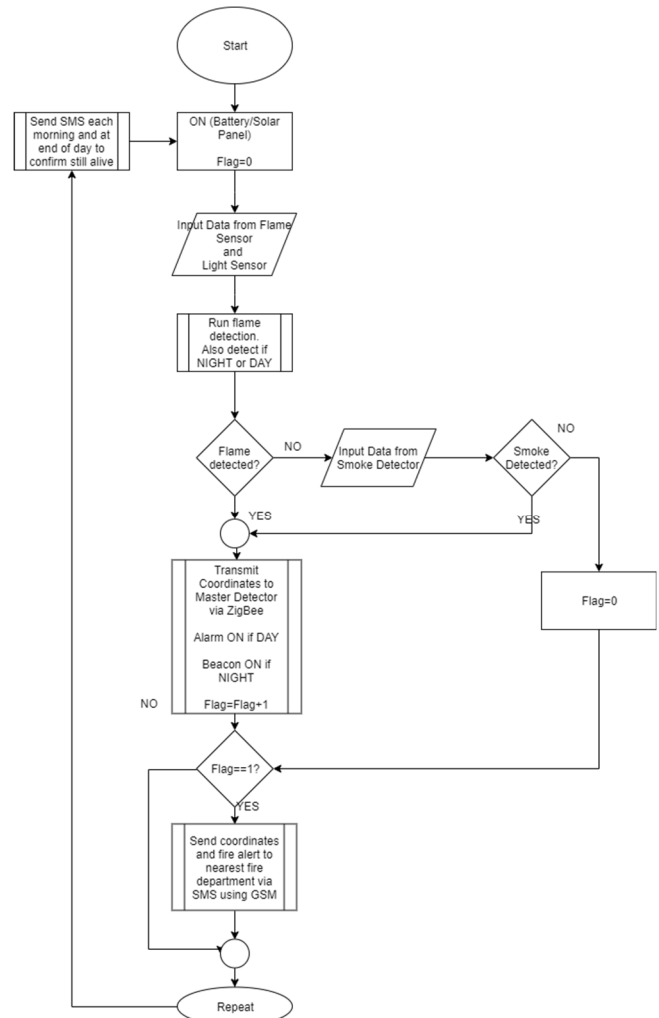 Start
Send SMS each
morning and at
end of day to
confirm still alive
ON (Battery/Solar
Panel)
Flag=0
Input Data from Flame
Sensor
and
Light Sensor
Run flame
detection.
Also detect if
NIGHT or DAY
Flame
detected?
NO
Input Data from
Smoke Detector
Smoke
Detected?
NO
YES
YES
Transmit
Coordinates to
Master Detector
via ZigBee
Alarm ON if DAY
Beacon ON if
NIGHT
Flag=Flag+1
Flag=0
NO
Flag==1?
YES
Send coordinates
and fire alert to
nearest fire
department via
SMS using GSM
Repeat